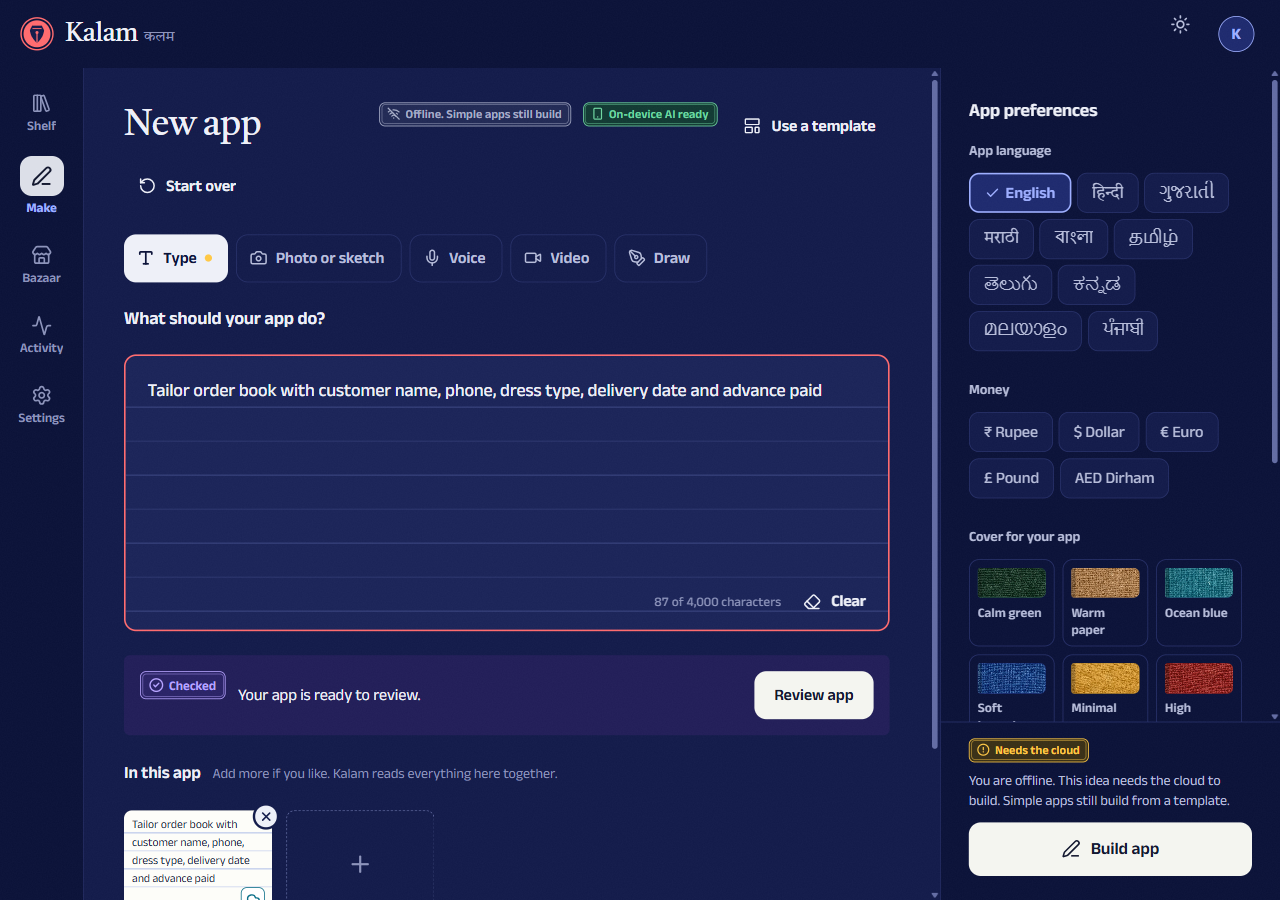 Kalam कलम
K
Shelf
Make
Bazaar
Activity
Settings
New app
Offline. Simple apps still build
On-device AI ready
Use a template
Start over
Type
Photo or sketch
Voice
Video
Draw
What should your app do?
Tailor order book with customer name, phone, dress type, delivery date and advance paid
87 of 4,000 characters
Clear
Checked
Your app is ready to review.
Review app
In this app
Add more if you like. Kalam reads everything here together.
Tailor order book with
customer name, phone,
dress type, delivery date
and advance paid
App preferences
App language
English
हिन्दी
ગુજરાતી
मराठी
বাংলা
தமிழ்
తెలుగు
ಕನ್ನಡ
മലയാളം
ਪੰਜਾਬੀ
Money
₹ Rupee
$ Dollar
€ Euro
£ Pound
AED Dirham
Cover for your app
Calm green
Warm
paper
Ocean blue
Soft
Minimal
High
Needs the cloud
You are offline. This idea needs the cloud to
build. Simple apps still build from a template.
Build app